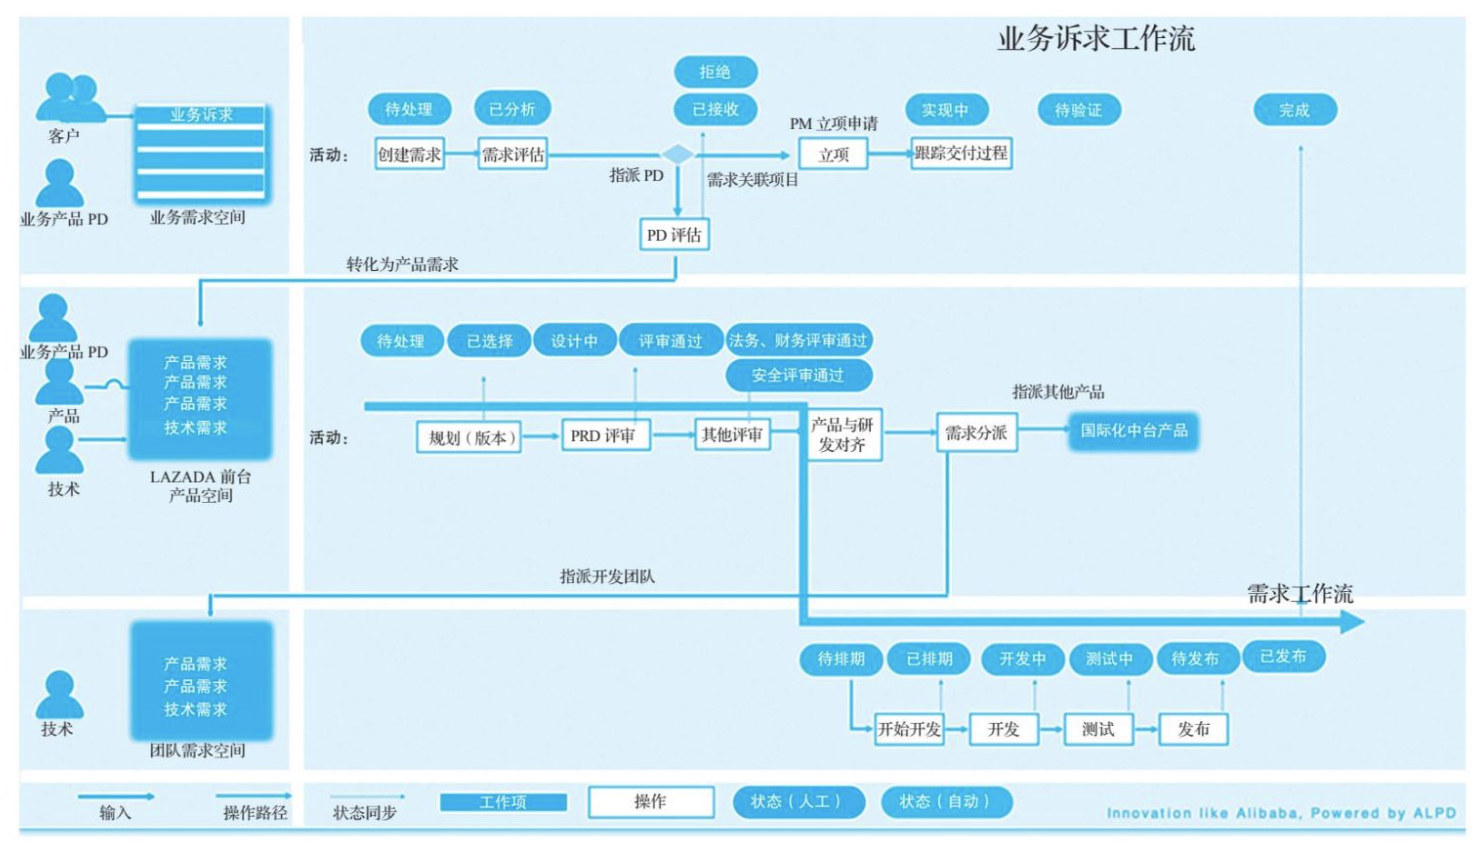 业务诉求工作流
拒绝
待处理
已分析
已接收
实现中
待验证
完成
业务诉求
客户
PM 立项申请
活动：
创建需求
需求评估
立项
跟踪交付过程
指派 PD
需求关联项目
业务产品 PD
业务需求空间
PD 评估
转化为产品需求
业务产品 PD
待处理
已选择
设计中
评审通过
法务、财务评审通过
安全评审通过
产品需求
产品需求
产品需求
技术需求
产品
指派其他产品
活动：
规划（版本）
PRD 评审
其他评审
产品与研
发对齐
需求分派
国际化中台产品
技术
LAZADA 前台
产品空间
指派开发团队
需求工作流
待排期
已排期
开发中
测试中
待发布
已发布
产品需求
产品需求
技术需求
技术
团队需求空间
开始开发
开发
测试
发布
输入
操作路径
状态同步
工作项
操作
状态（人工）
状态（自动）
Innovation like Alibaba, Powered by ALPD